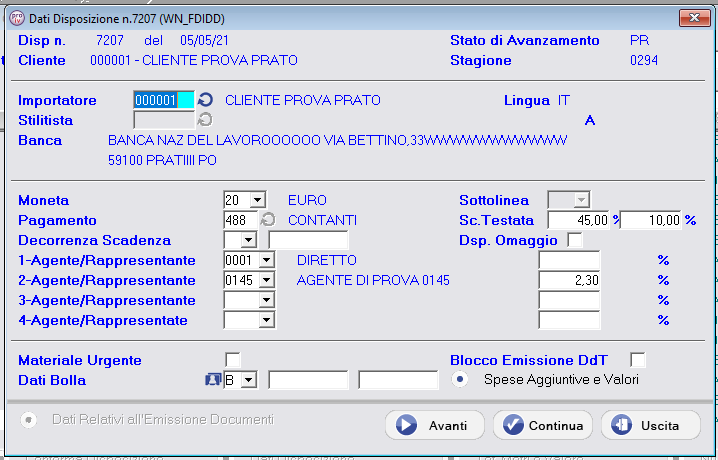 Dati Disposizione n.7207 (WN_FDIDD)
Disp n. 7207 del 05/05/21 Stato di Avanzamento PR
Cliente 000001 - CLIENTE PROVA PRATO Stagione 0294
Importatore 000001 CLIENTE PROVA PRATO Lingua IT
Stilitista A
Banca BANCA NAZ DEL LAVOROOOOOO VIA BETTINO,33WWWWWWWWWWWWWW
59100 PRATIIII PO
Moneta 20 EURO Sottolinea
Pagamento 488 CONTANTI Sc.Testata 45,00 % 10,00 %
Decorrenza Scadenza Dsp. Omaggio
1-Agente/Rappresentante 0001 DIRETTO %
2-Agente/Rappresentante 0145 AGENTE DI PROVA 0145 2,30 %
3-Agente/Rappresentante %
4-Agente/Rappresentate %
Materiale Urgente Blocco Emissione DdT
Dati Bolla B Spese Aggiuntive e Valori
Dati Relativi all'Emissione Documenti Avanti Continua Uscita